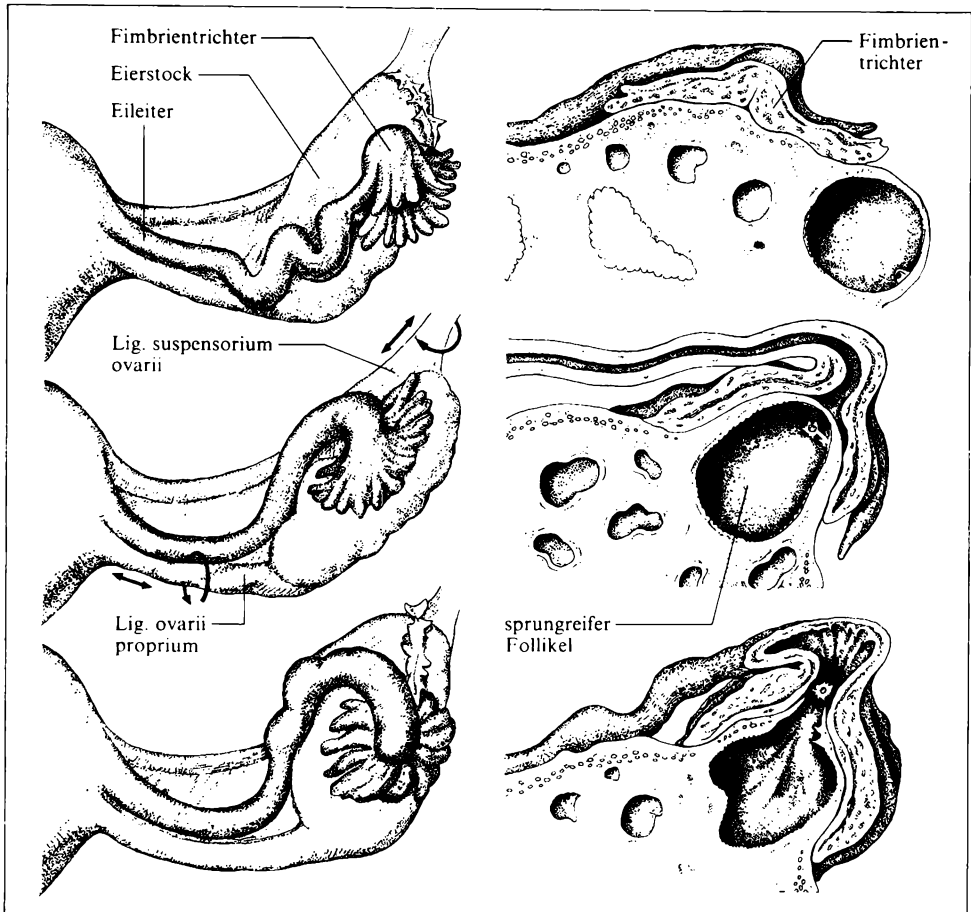 Fimbrientrichter
Eierstock
Eileiter
Fimbrien-
trichter
Lig. suspensorium
ovarii
Lig. ovarii
proprium
sprungreifer
Follikel